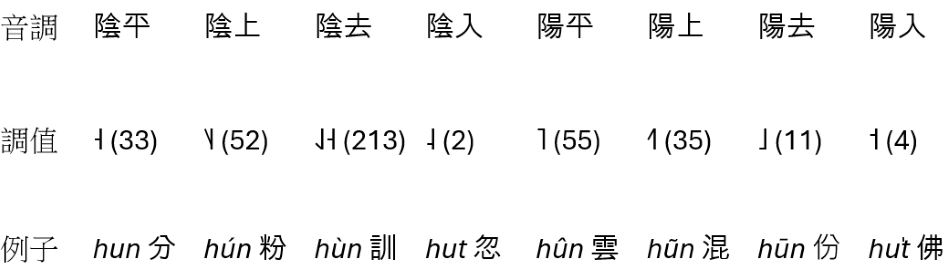 音調 陰平 陰上 陰去 陰入 陽平 陽上 陽去 陽入
調值 ˧ (33) ˥˨ (52) ˨˩˧ (213) ˨ (2) ˥ (55) ˧˥ (35) ˩ (11) ˦ (4)
例子 hun 分 hún 粉 hùn 訓 hut 忽 hûn 雲 hũn 混 hūn 份 hu̍t 佛